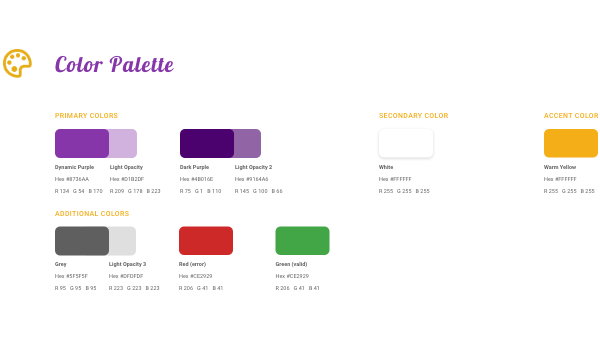 Color Palette
PRIMARY COLORS
SECONDARY COLOR
ACCENT COLOR
Dynamic Purple Light Opacity Dark Purple Light Opacity 2 White Warm Yellow
Hex #8736AA Hex #D1B2DF Hex #4B016E Hex #9164A6 Hex #FFFFFF Hex #FFFFFF
R 134 G 54 B 170 R 209 G 178 B 223 R 75 G 1 B 110 R 145 G 100 B 66 R 255 G 255 B 255 R 255 G 255 B 255
ADDITIONAL COLORS
Grey Light Opacity 3 Red (error) Green (valid)
Hex #5F5F5F Hex #DFDFDF Hex #CE2929 Hex #CE2929
R 95 G 95 B 95 R 223 G 223 B 223 R 206 G 41 B 41 R 206 G 41 B 41